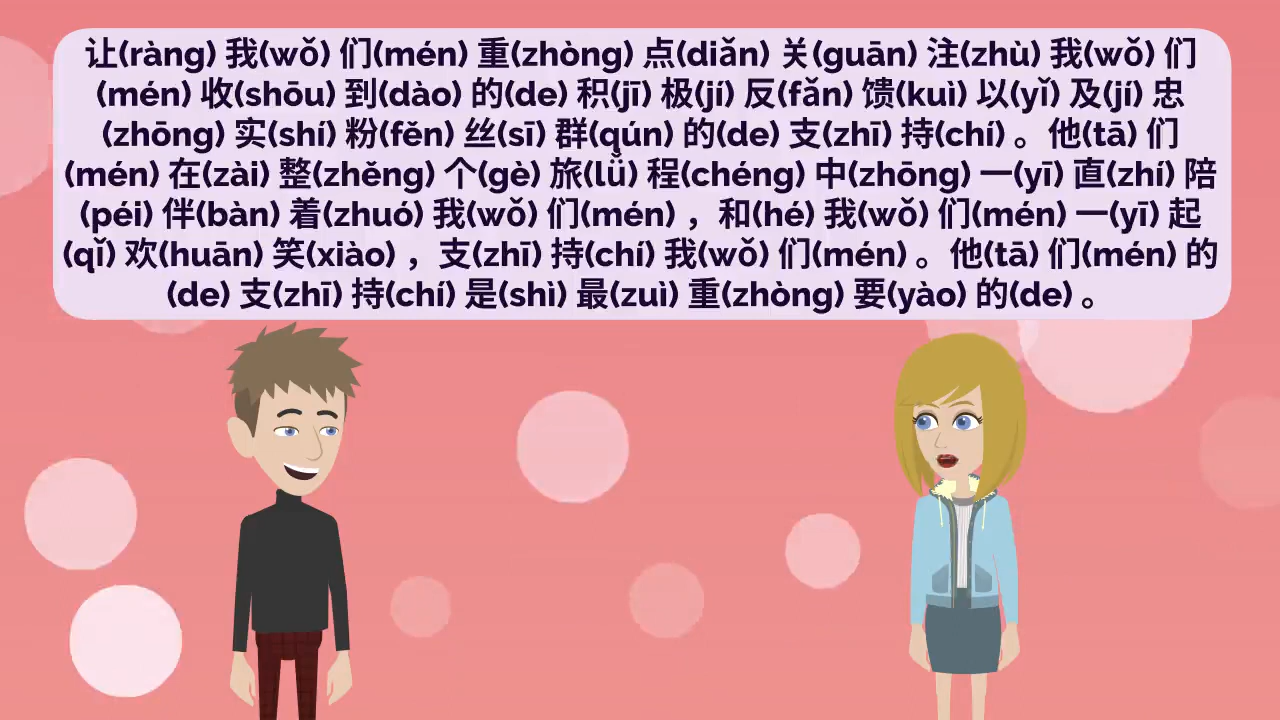 让(ràng) 我(wǒ) 们(mén) 重(zhòng) 点(diǎn) 关(guān) 注(zhù) 我(wǒ) 们
(mén) 收(shōu) 到(dào) 的(de) 积(jī) 极(jí) 反(fǎn) 馈(kuì) 以(yǐ) 及(jí) 忠
(zhōng) 实(shí) 粉(fěn) 丝(sī) 群(qún) 的(de) 支(zhī) 持(chí) 。他(tā) 们
(mén) 在(zài) 整(zhěng) 个(gè) 旅(lǚ) 程(chéng) 中(zhōng) 一(yī) 直(zhí) 陪
(péi) 伴(bàn) 着(zhuó) 我(wǒ) 们(mén) ，和(hé) 我(wǒ) 们(mén) 一(yī) 起
(qǐ) 欢(huān) 笑(xiào) ，支(zhī) 持(chí) 我(wǒ) 们(mén) 。他(tā) 们(mén) 的
(de) 支(zhī) 持(chí) 是(shì) 最(zuì) 重(zhòng) 要(yào) 的(de) 。